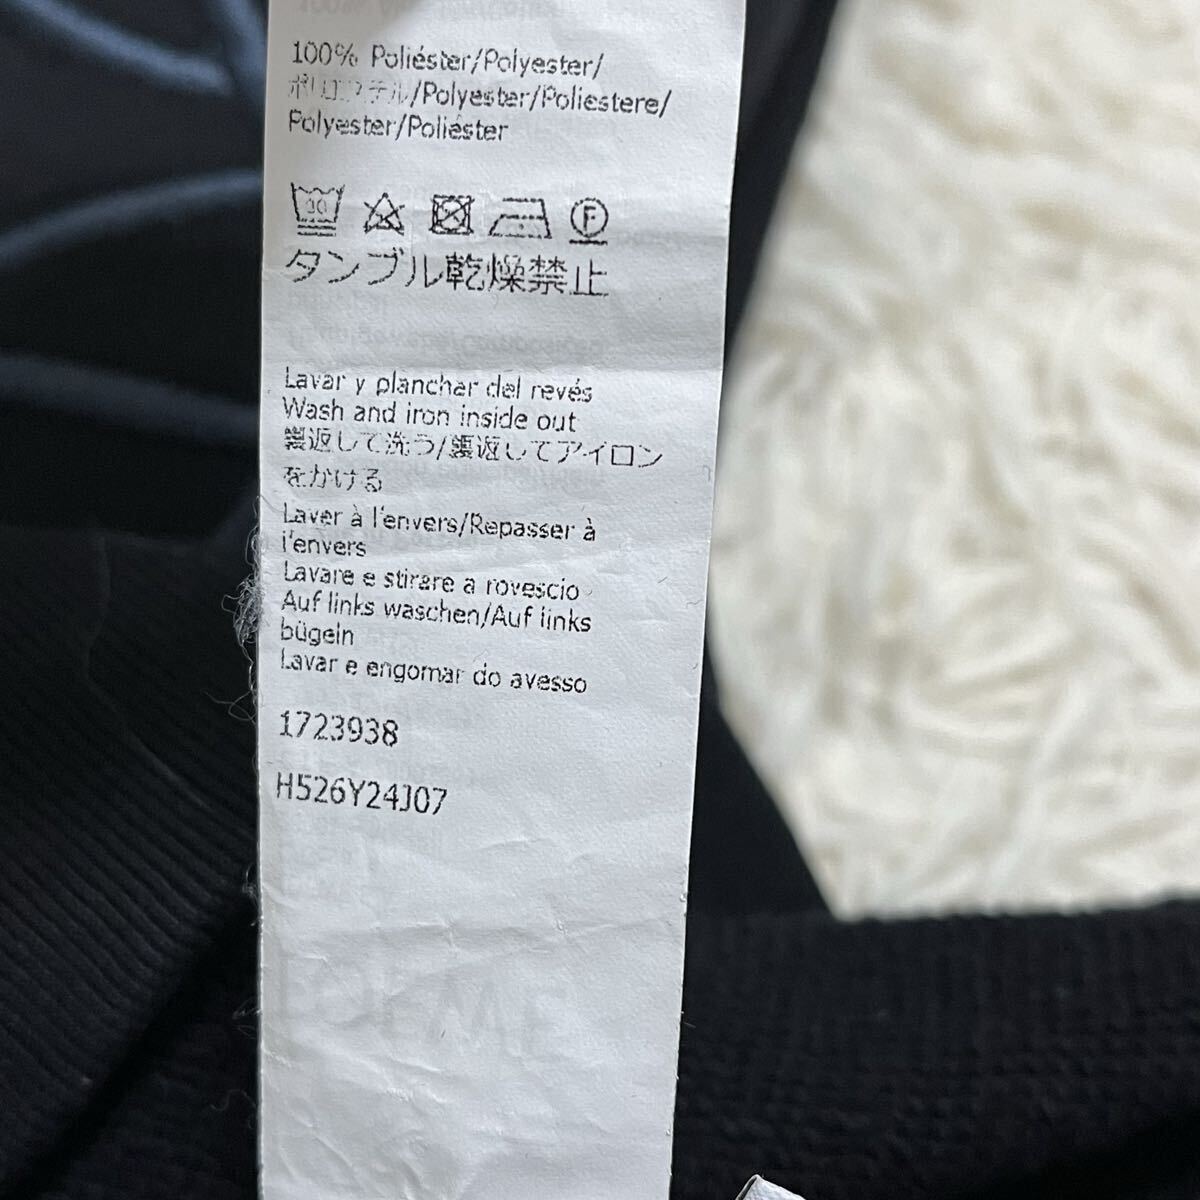 100% Poliéster/Polyester/
ポリエステル/Polyester/Poliestere/
Polyester/Poliéster
30
F
タンブル乾燥禁止
Lavar y planchar del revés
Wash and iron inside out
裏返して洗う/裏返してアイロン
をかける
Laver à l'envers/Repasser à
l'envers
Lavare e stirare a rovescio
Auf links waschen/Auf links
bügeln
Lavar e engomar do avesso
1723938
H526Y24J07